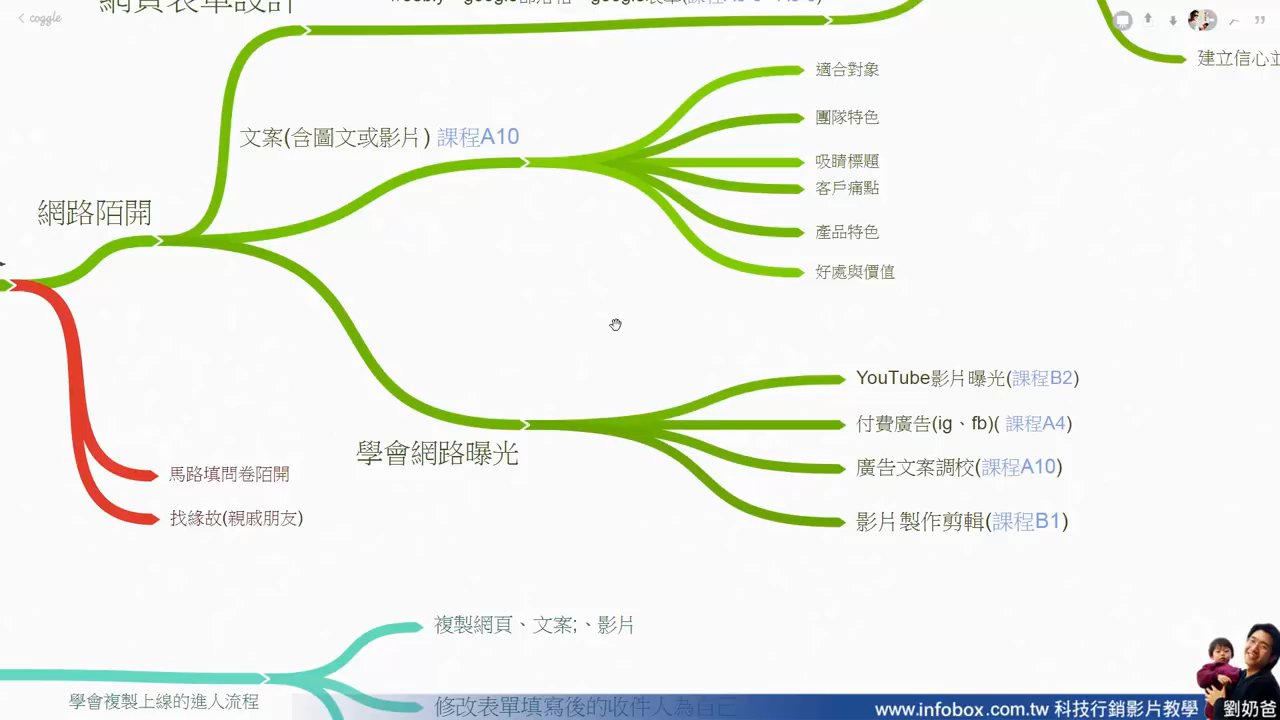 coggle
網頁表單設計
建立信心並
適合對象
團隊特色
文案(含圖文或影片) 課程A10
吸睛標題
客戶痛點
網路陌開
產品特色
好處與價值
YouTube影片曝光(課程B2)
付費廣告(ig、fb)( 課程A4)
學會網路曝光
廣告文案調校(課程A10)
馬路填問卷陌開
找緣故(親戚朋友)
影片製作剪輯(課程B1)
複製網頁、文案;、影片
學會複製上線的進人流程
修改表單填寫後的收件人為自己
www.infobox.com.tw 科技行銷影片教學
劉奶爸